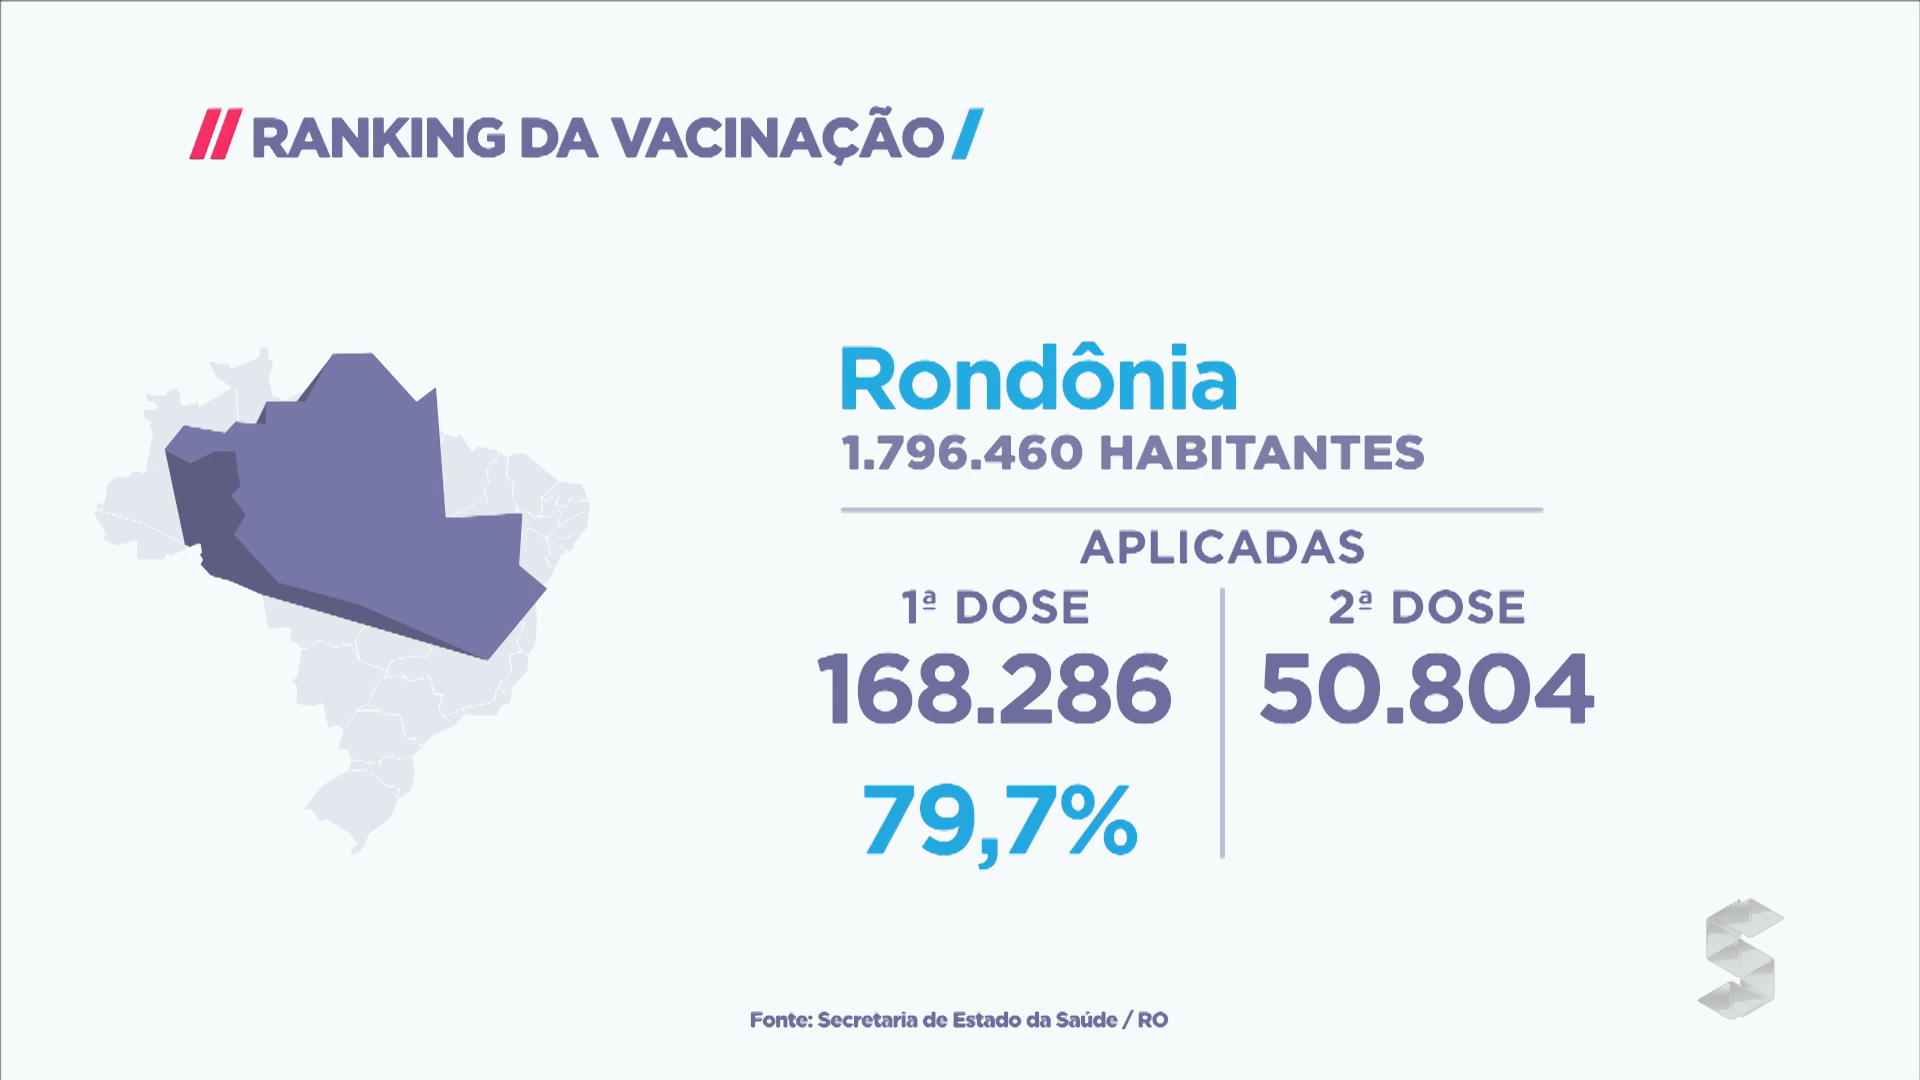 // RANKING DA VACINAÇÃO /
Rondônia
1.796.460 HABITANTES
APLICADAS
1ª DOSE
168.286
79,7%
2ª DOSE
50.804
Fonte: Secretaria de Estado da Saúde / RO